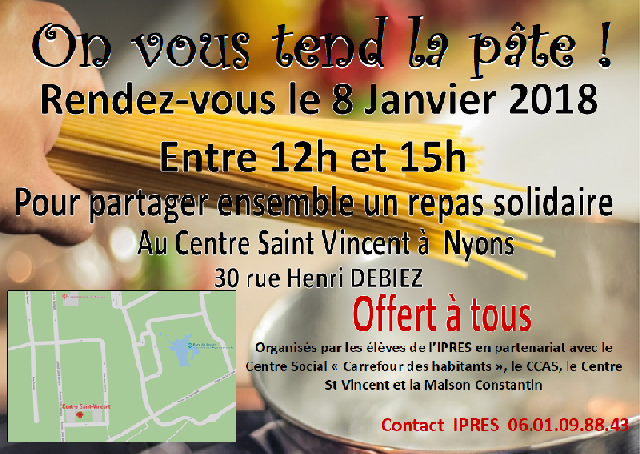 On vous tend la pâte !
Rendez-vous le 8 Janvier 2018
Entre 12h et 15h
Pour partager ensemble un repas solidaire
Au Centre Saint Vincent à Nyons
30 rue Henri DEBIEZ
Offert à tous
Organisés par les élèves de l'IPRES en partenariat avec le
Centre Social « Carrefour des habitants », le CCAS, le Centre
St Vincent et la Maison Constantin
Centre Saint-Vincent
Contact IPRES 06.01.09.88.43